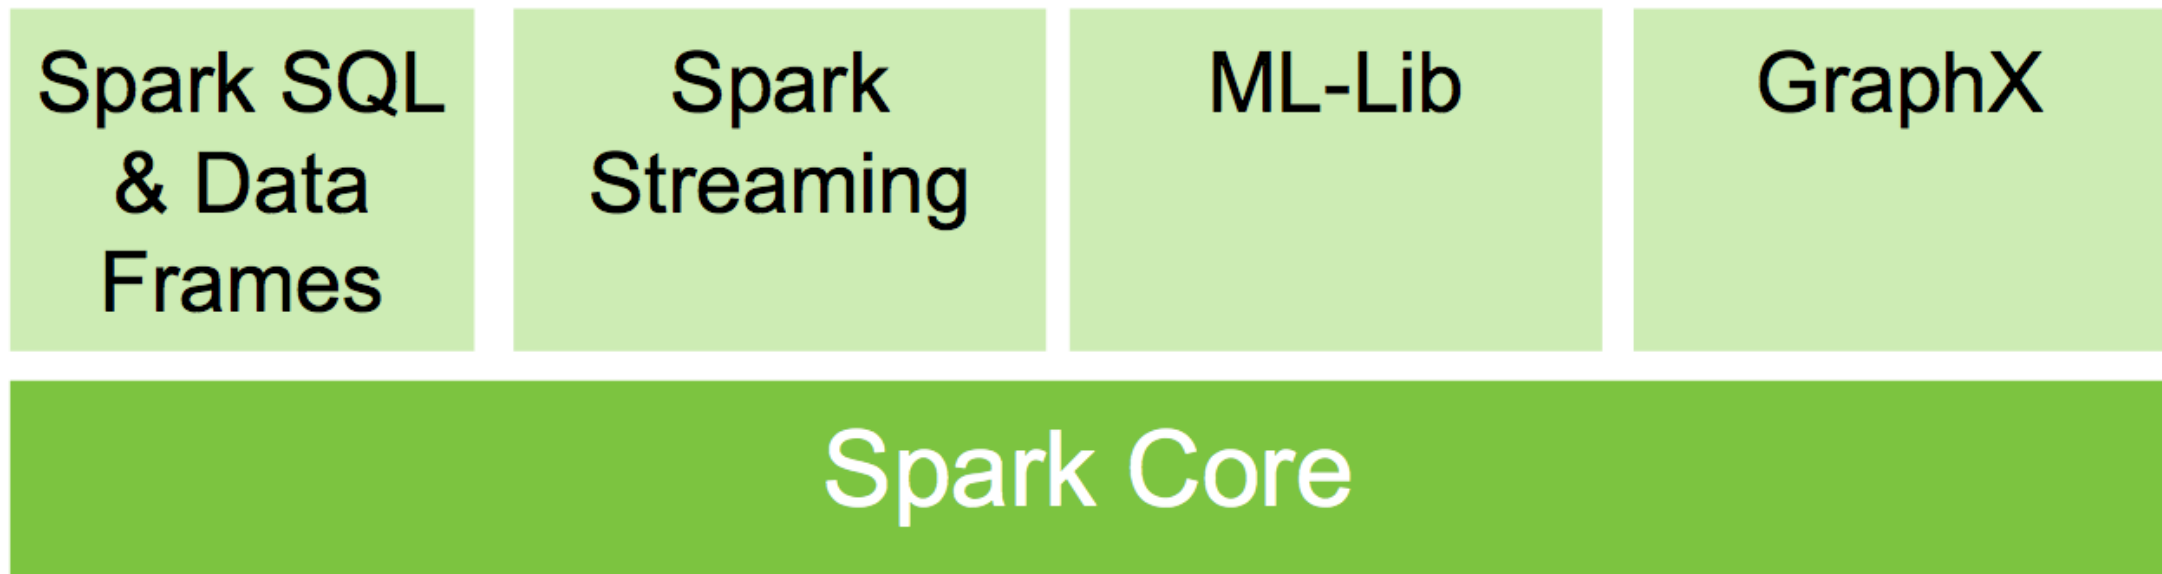 Spark SQL
& Data
Frames
Spark
Streaming
ML-Lib
GraphX
Spark Core